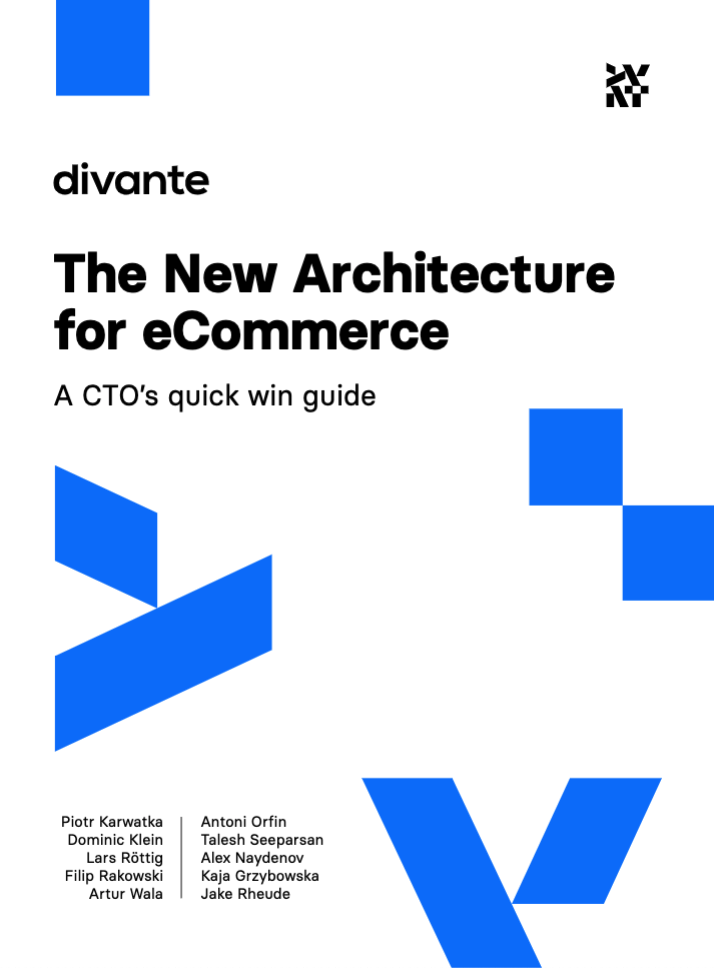 divante
The New Architecture
for eCommerce
A CTO’s quick win guide
Piotr Karwatka
Dominic Klein
Lars Röttig
Filip Rakowski
Artur Wala
Antoni Orfin
Talesh Seeparsan
Alex Naydenov
Kaja Grzybowska
Jake Rheude